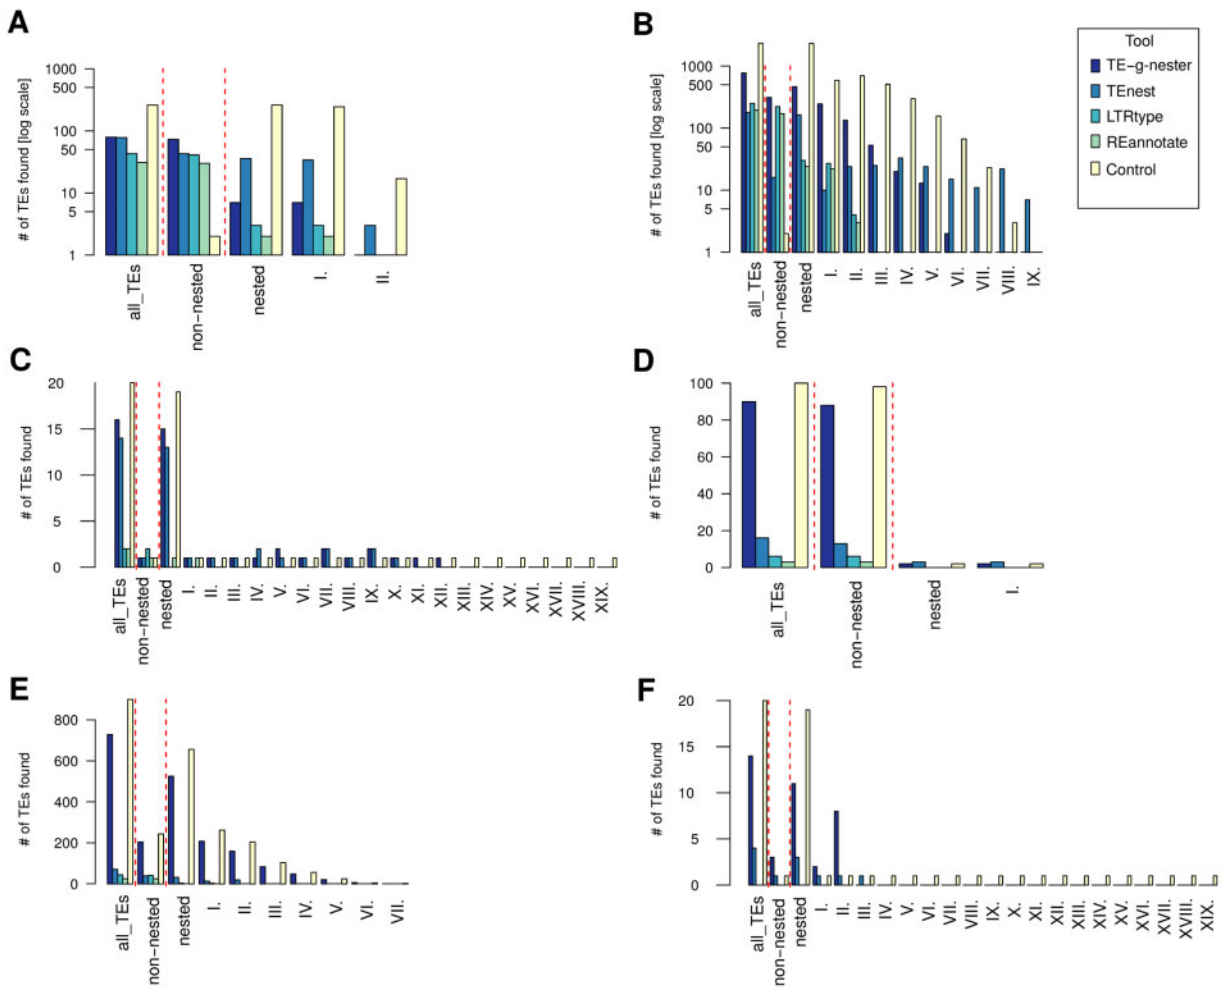 A
# of TEs found [log scale]
1000
500
100
50
10
5
1
all_TEs
non−nested
nested
I.
II.
B
# of TEs found [log scale]
1000
500
100
50
10
5
1
all_TEs
non−nested
nested
I.
II.
III.
IV.
V.
VI.
VII.
VIII.
IX.
Tool
TE−g−nester
TEnest
LTRtype
REannotate
Control
C
# of TEs found
20
15
10
5
0
all_TEs
non−nested
nested
I.
II.
III.
IV.
V.
VI.
VII.
VIII.
IX.
X.
XI.
XII.
XIII.
XIV.
XV.
XVI.
XVII.
XVIII.
XIX.
D
# of TEs found
100
80
60
40
20
0
all_TEs
non−nested
nested
I.
E
# of TEs found
800
600
400
200
0
all_TEs
non−nested
nested
I.
II.
III.
IV.
V.
VI.
VII.
F
# of TEs found
20
15
10
5
0
all_TEs
non−nested
nested
I.
II.
III.
IV.
V.
VI.
VII.
VIII.
IX.
X.
XI.
XII.
XIII.
XIV.
XV.
XVI.
XVII.
XVIII.
XIX.